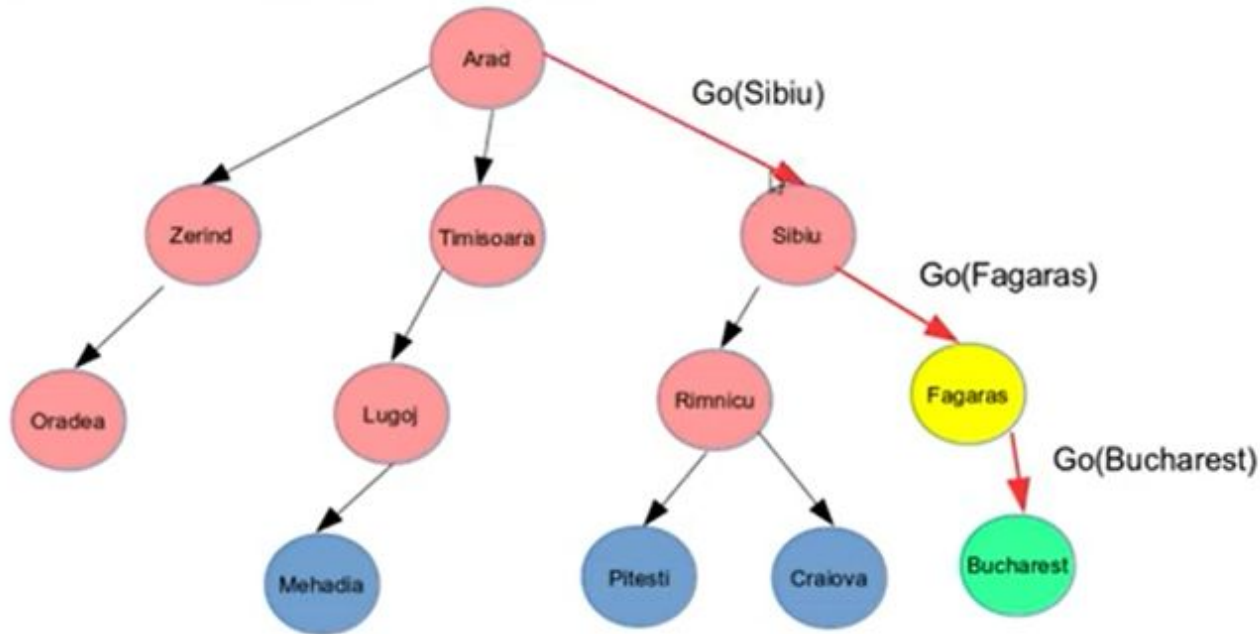 Arad
Go(Sibiu)
Zerind
Timisoara
Sibiu
Go(Fagaras)
Oradea
Lugoj
Rimnicu
Fagaras
Go(Bucharest)
Mehadia
Pitesti
Craiova
Bucharest